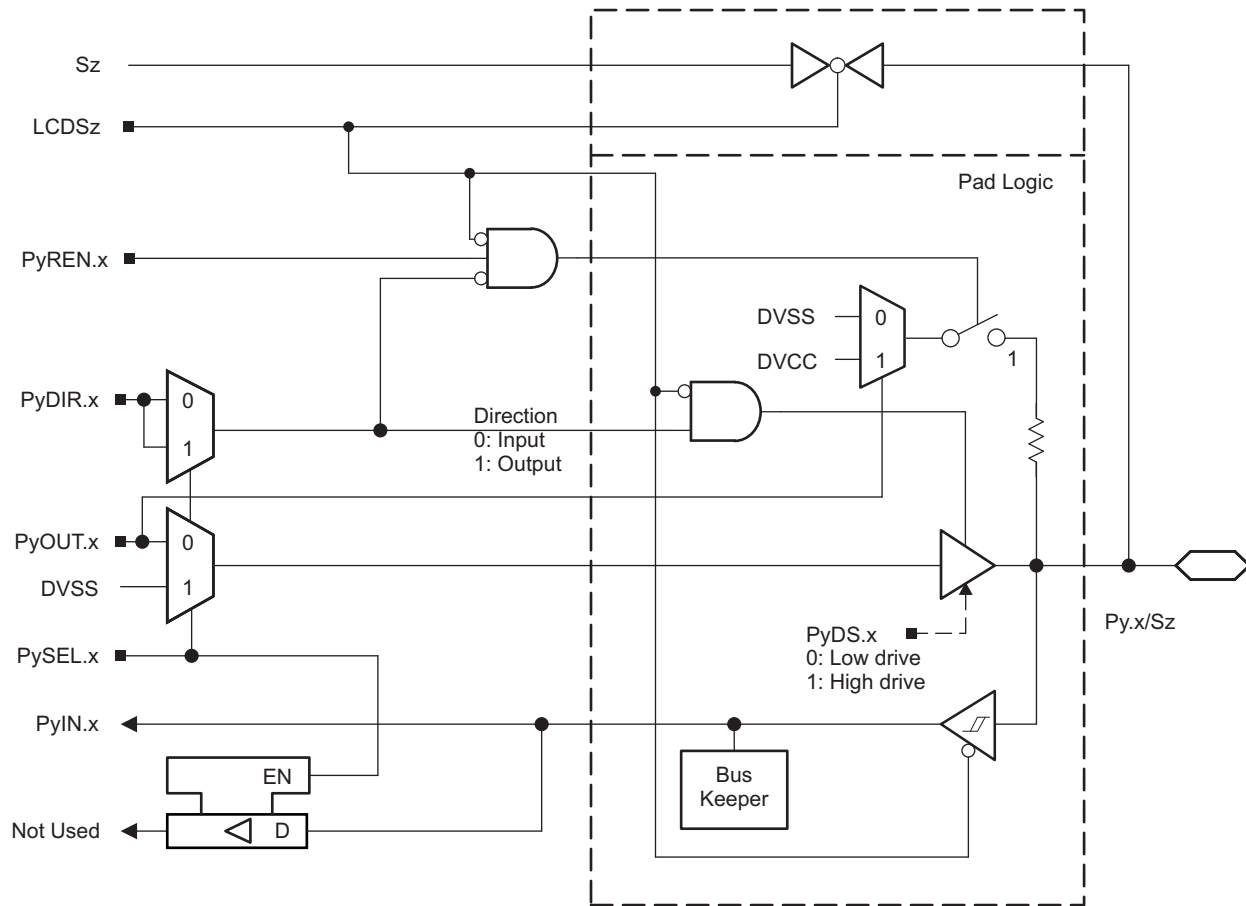 Sz
LCDSz
Pad Logic
PyREN.x
DVSS
0
DVCC
1
1
PyDIR.x
0
1
Direction
0: Input
1: Output
PyOUT.x
0
DVSS
1
PySEL.x
PyDS.x
0: Low drive
1: High drive
Py.x/Sz
PyIN.x
EN
Bus
Keeper
Not Used
D